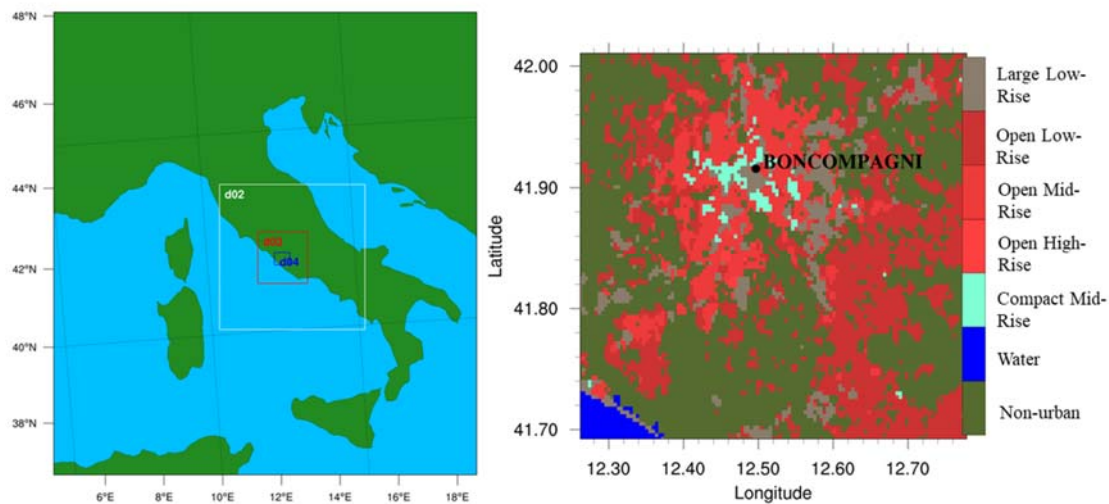 48°N
46°N
44°N
42°N
40°N
38°N
6°E
8°E
10°E
12°E
14°E
16°E
18°E
d02
d03
d04
Latitude
42.00
41.90
41.80
41.70
12.30
12.40
12.50
12.60
12.70
Longitude
BONCOMPAGNI
Large Low-
Rise
Open Low-
Rise
Open Mid-
Rise
Open High-
Rise
Compact Mid-
Rise
Water
Non-urban